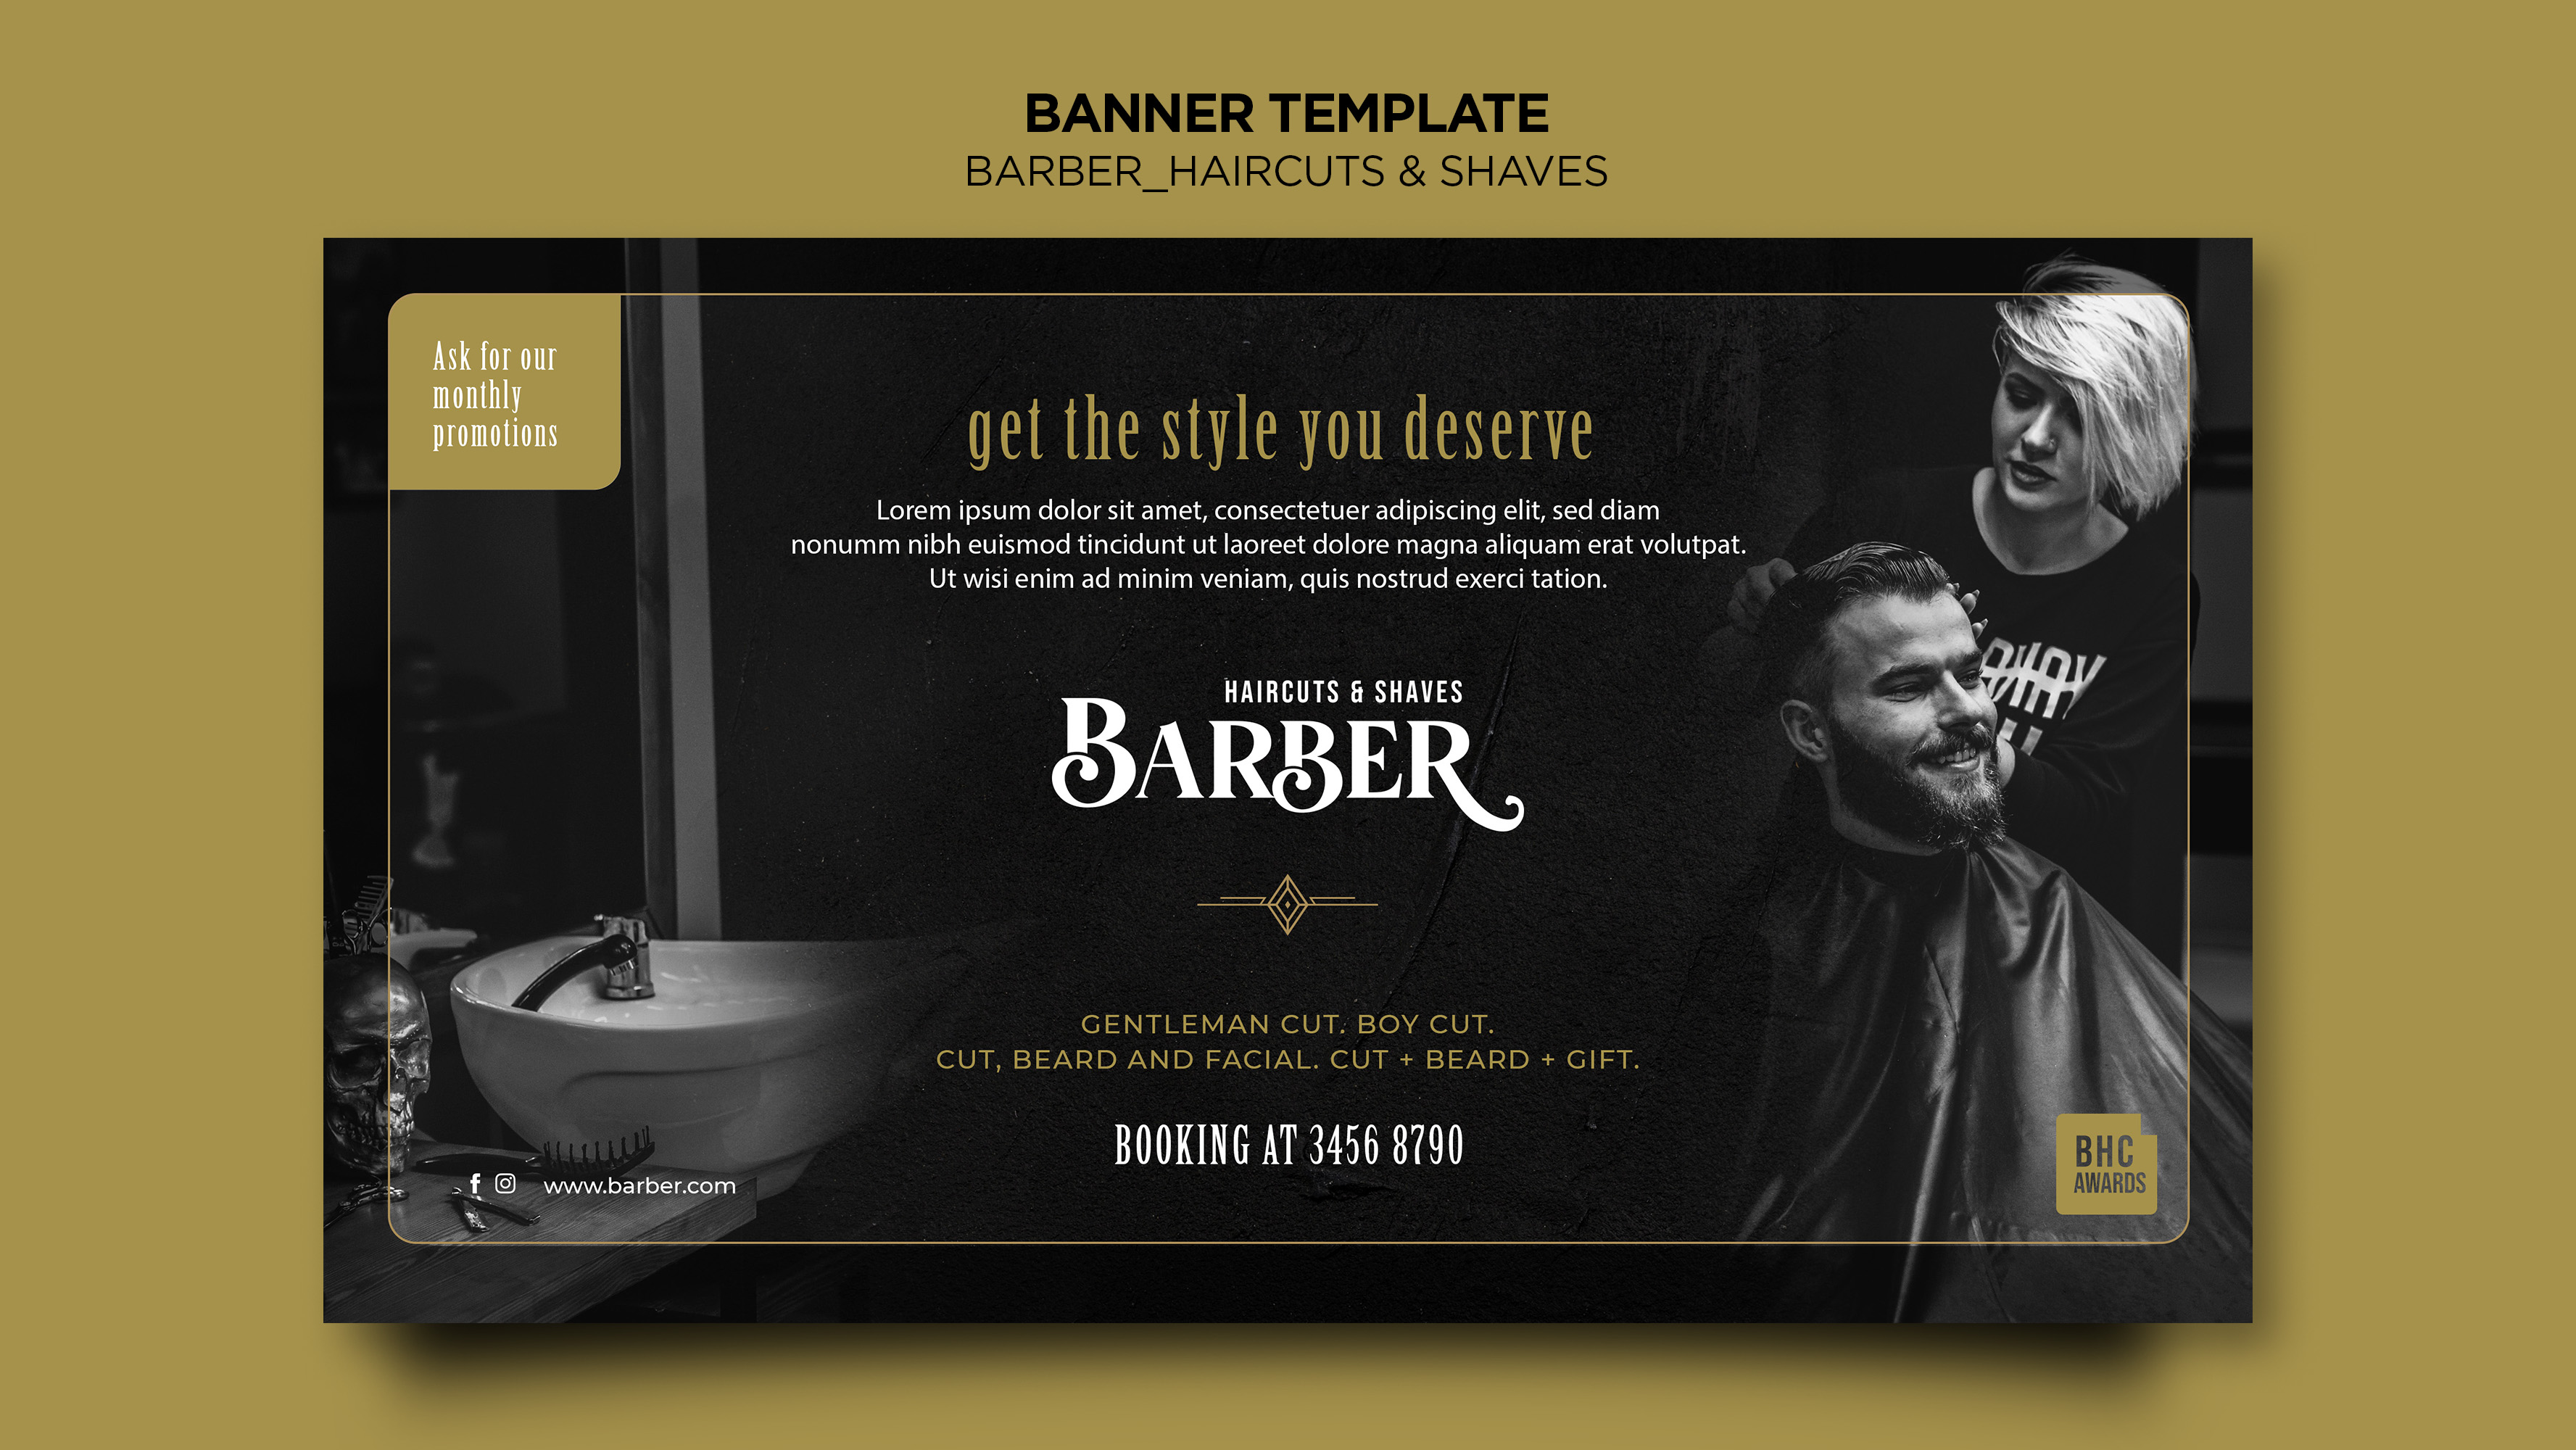 BANNER TEMPLATE
BARBER_HAIRCUTS & SHAVES
Ask for our
monthly
promotions
get the style you deserve
Lorem ipsum dolor sit amet, consectetuer adipiscing elit, sed diam
nonumm nibh euismod tincidunt ut laoreet dolore magna aliquam erat volutpat.
Ut wisi enim ad minim veniam, quis nostrud exerci tation.
HAIRCUTS & SHAVES
BARBER
GENTLEMAN CUT. BOY CUT.
CUT, BEARD AND FACIAL. CUT + BEARD + GIFT.
BOOKING AT 3456 8790
www.barber.com
BHC
AWARDS